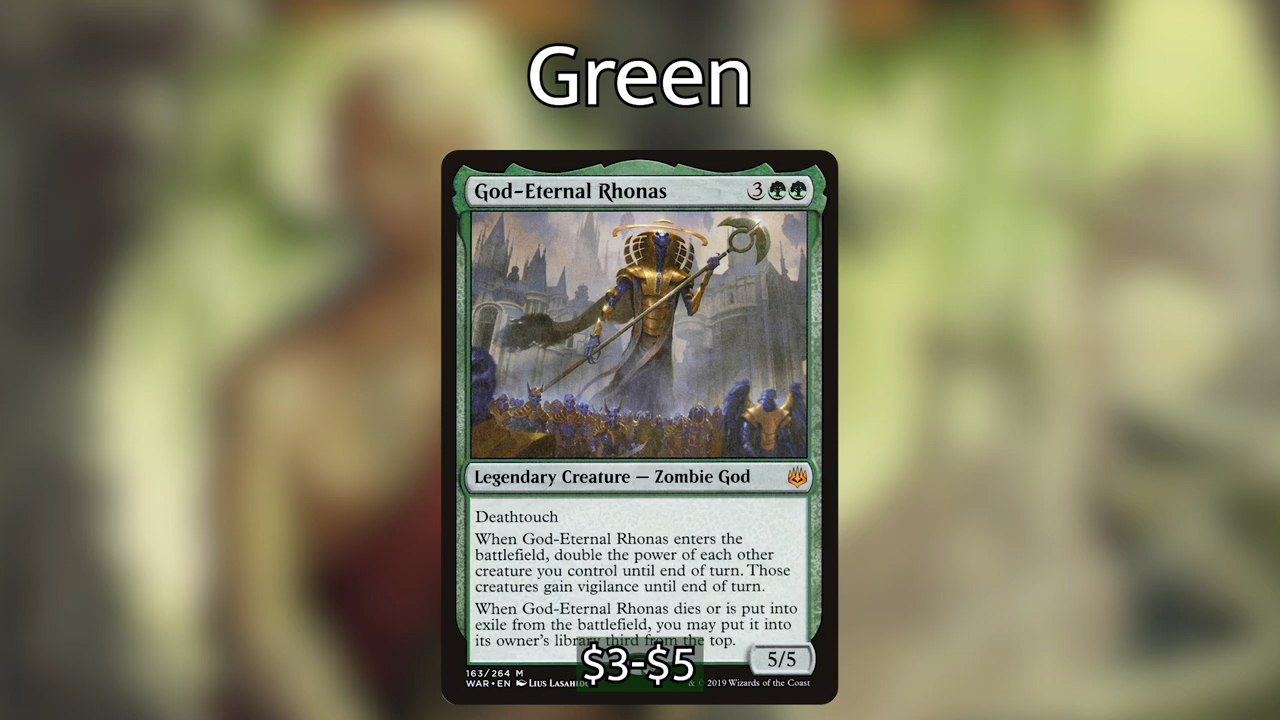 Green
God-Eternal Rhonas 3
Legendary Creature — Zombie God
Deathtouch
When God-Eternal Rhonas enters the
battlefield, double the power of each other
creature you control until end of turn. Those
creatures gain vigilance until end of turn.
When God-Eternal Rhonas dies or is put into
exile from the battlefield, you may put it into
its owner's library third from the top.
5/5
$3-$5
163/264 M
WAR • EN Lius
& © 2019 Wizards of the Coast